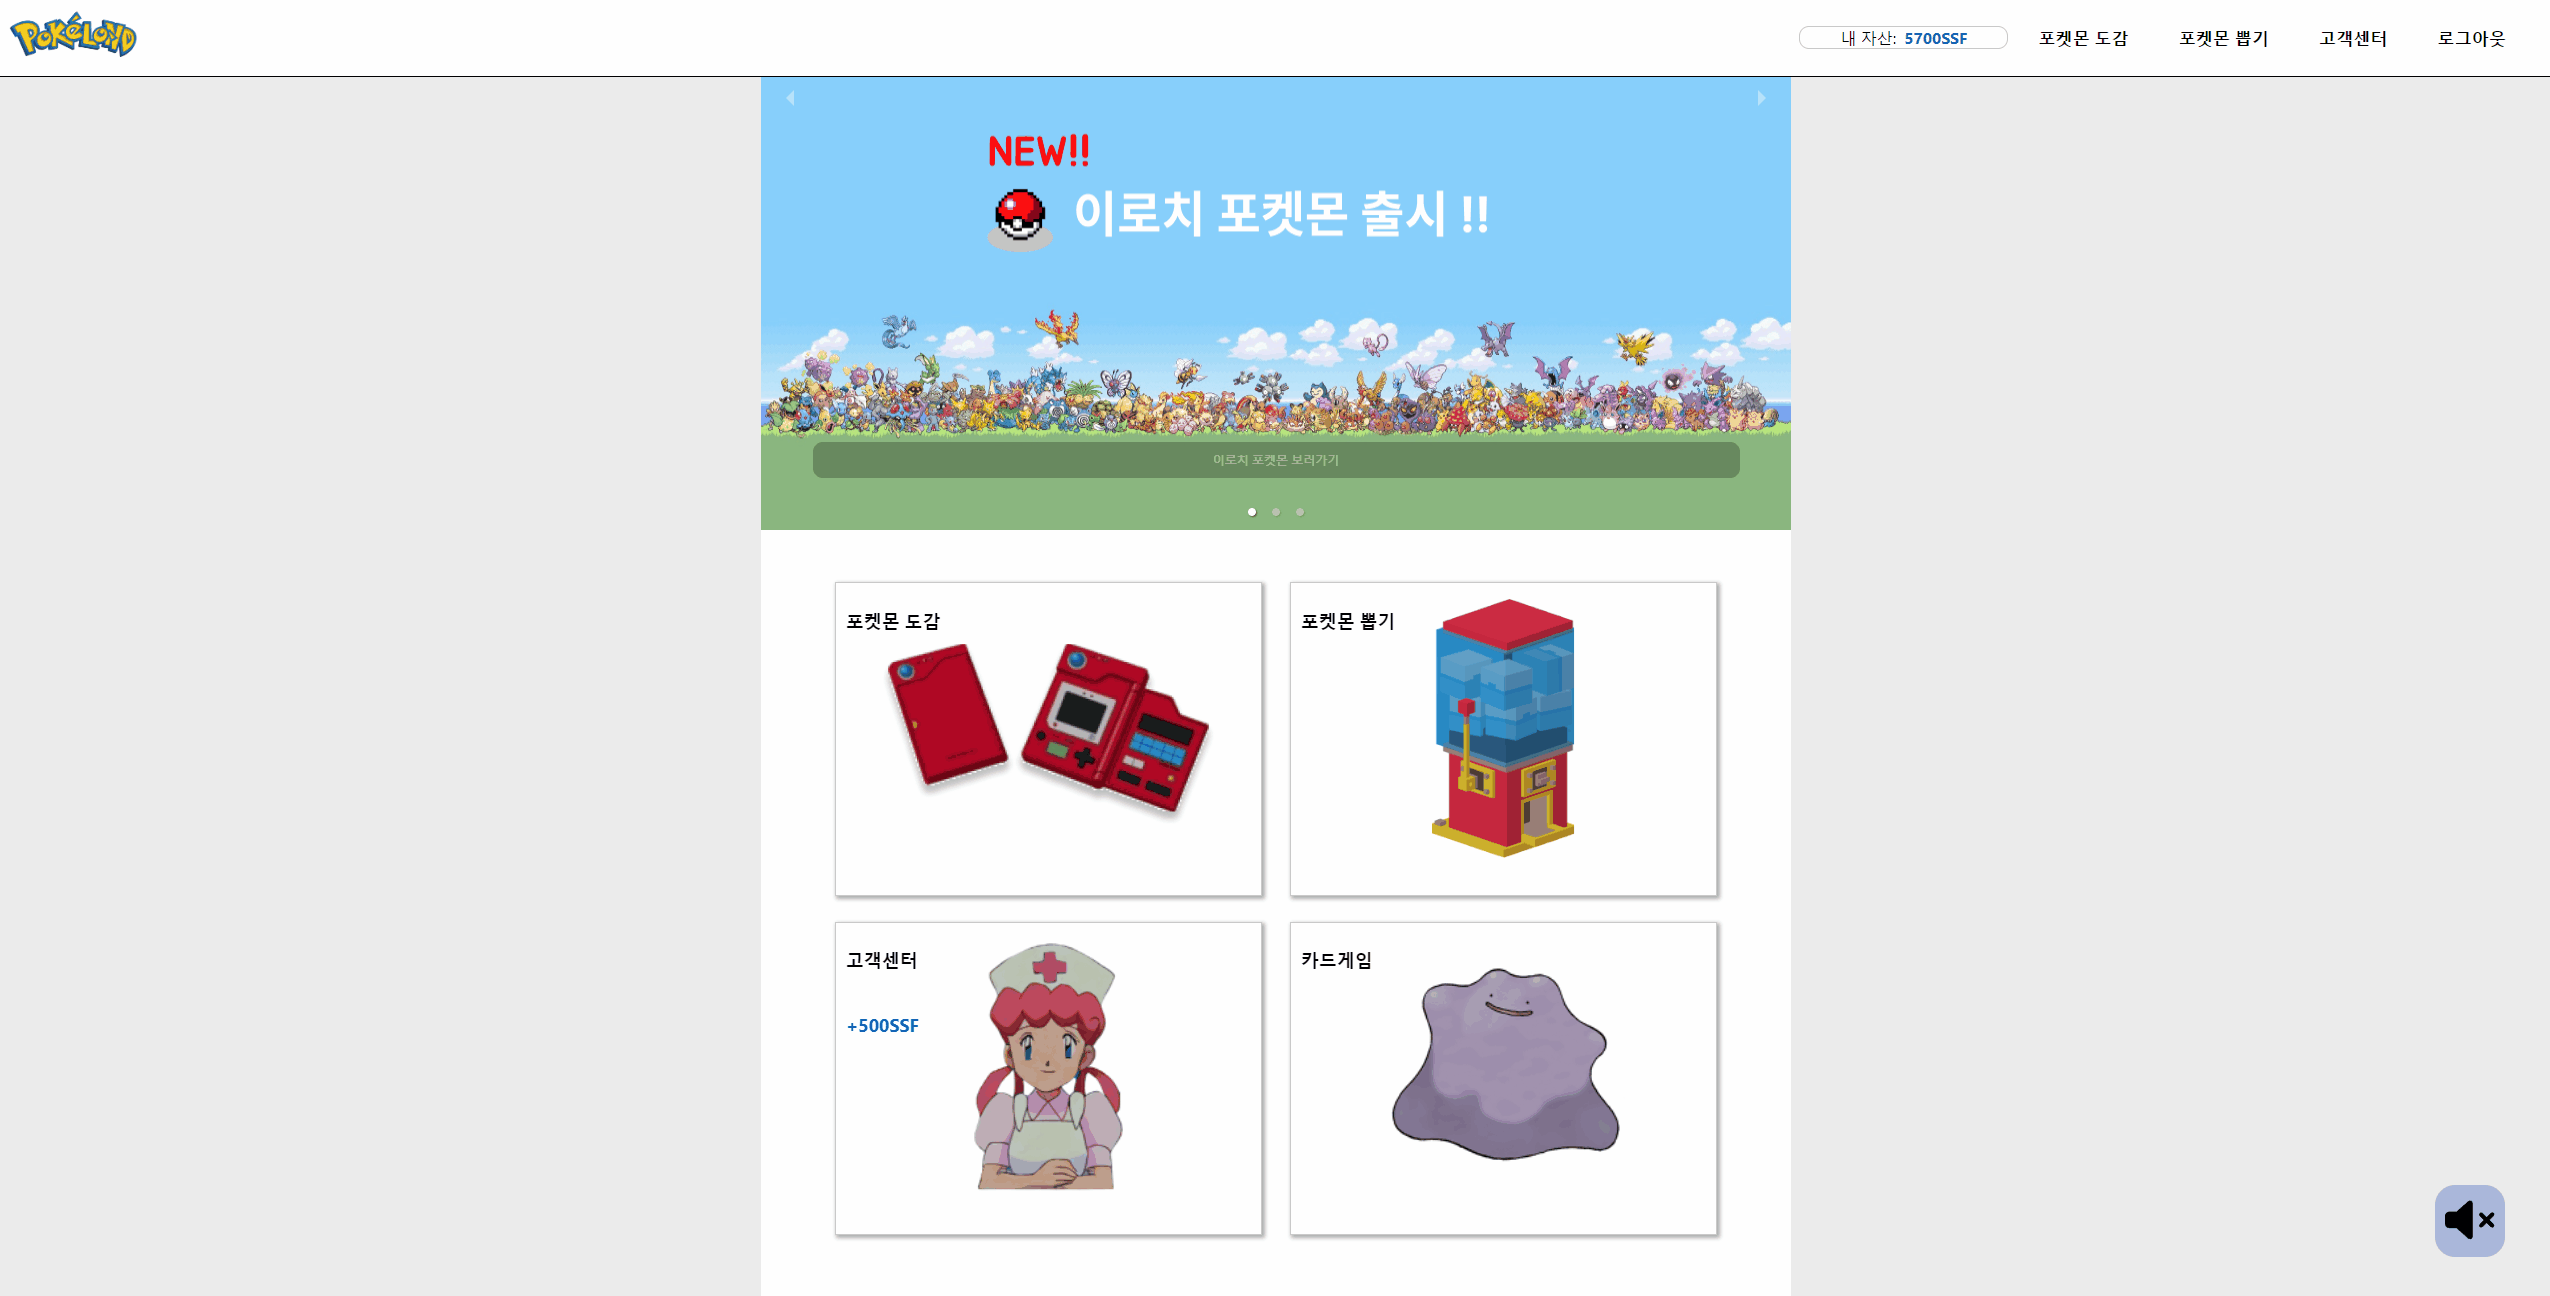 POKéLOND
내 자산: 5700SSF
포켓몬 도감
포켓몬 뽑기
고객센터
로그아웃
NEW!!
이로치 포켓몬 출시 !!
이로치 포켓몬 보러가기
포켓몬 도감
포켓몬 뽑기
고객센터
+500SSF
카드게임